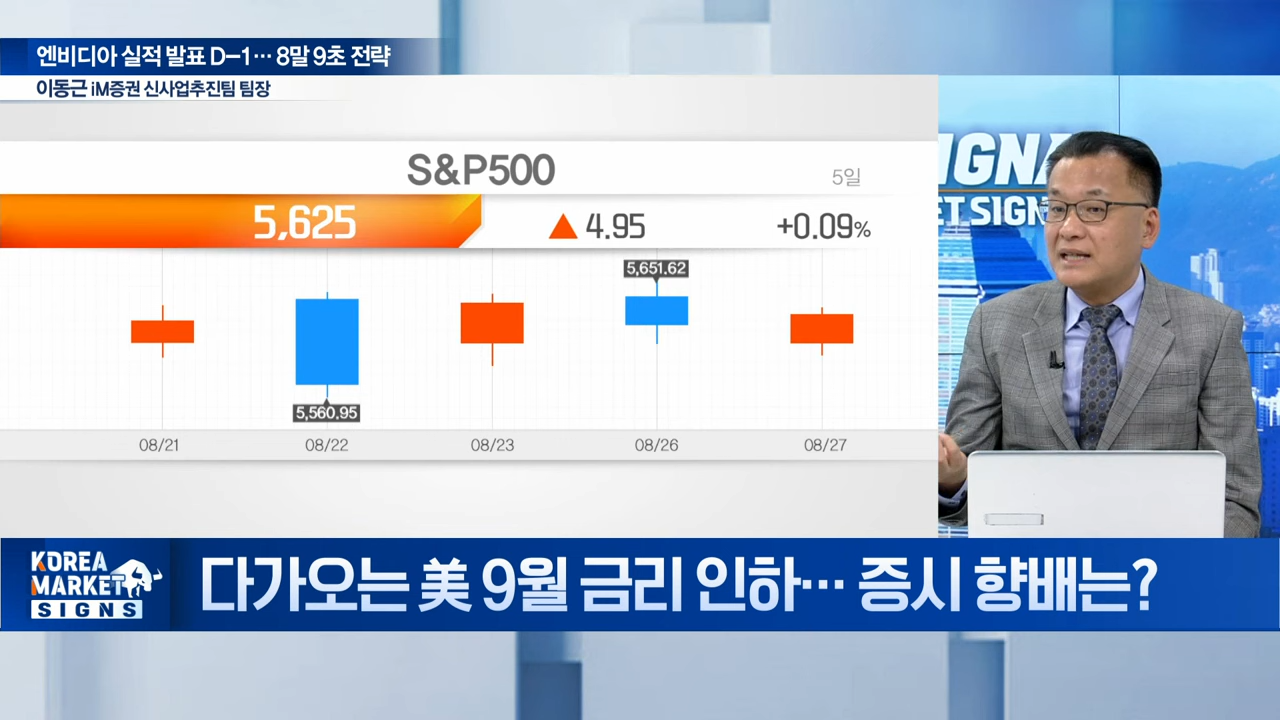 엔비디아 실적 발표 D-1… 8말 9초 전략
이동근 iM증권 신사업추진팀 팀장
S&P500
5일
5,625 ▲ 4.95 +0.09%
5,651.62
5,560.95
08/21 08/22 08/23 08/26 08/27
KOREA
MARKET
SIGNS
다가오는 美 9월 금리 인하… 증시 향배는?